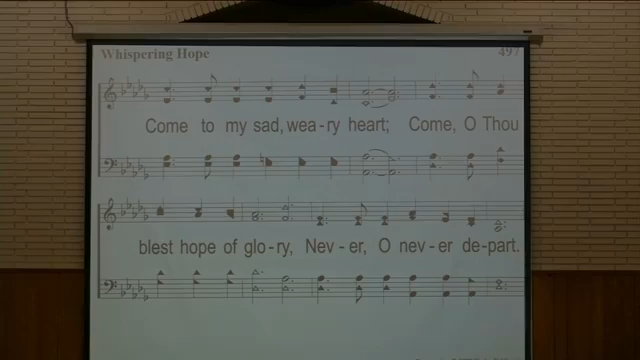 Whispering Hope 497
Come to my sad, wea-ry heart; Come, O Thou
blest hope of glo-ry, Nev-er, O nev-er de-part.